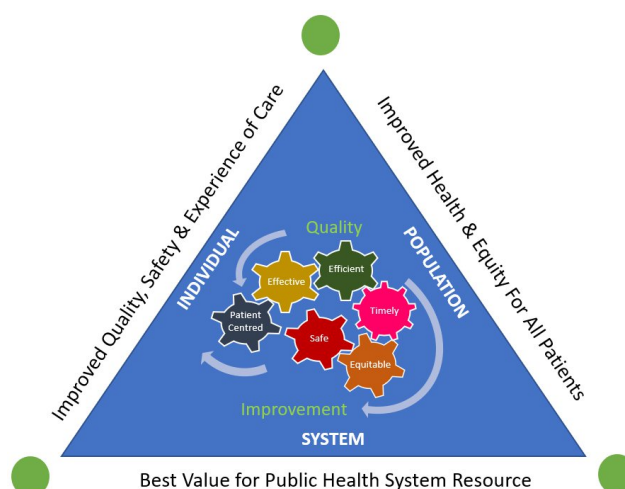 Improved Quality, Safety & Experience of Care
Improved Health & Equity For All Patients
INDIVIDUAL
POPULATION
Quality
Efficient
Effective
Timely
Patient
Centred
Safe
Equitable
Improvement
SYSTEM
Best Value for Public Health System Resource